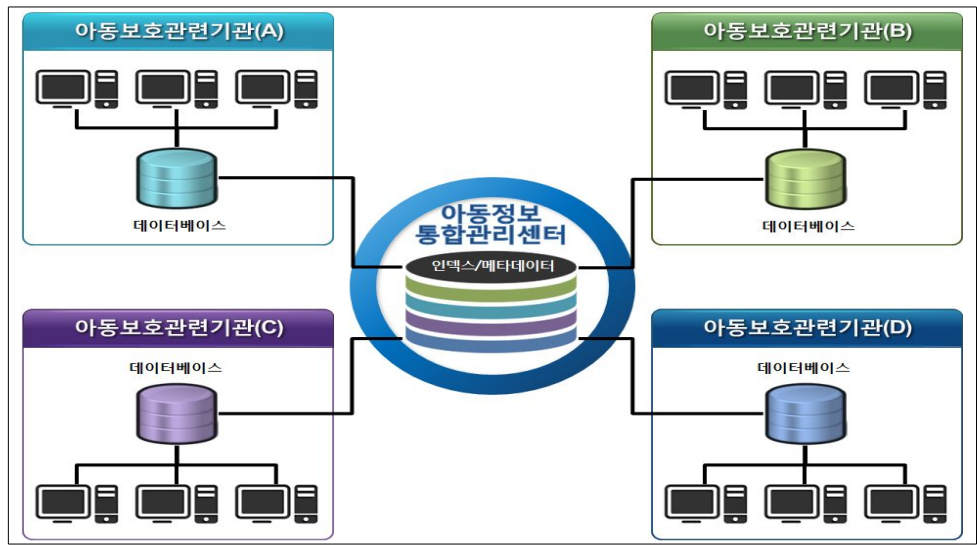 아동보호관련기관(A)
데이터베이스
아동보호관련기관(B)
데이터베이스
아동정보
통합관리센터
인덱스/메타데이터
아동보호관련기관(C)
데이터베이스
아동보호관련기관(D)
데이터베이스